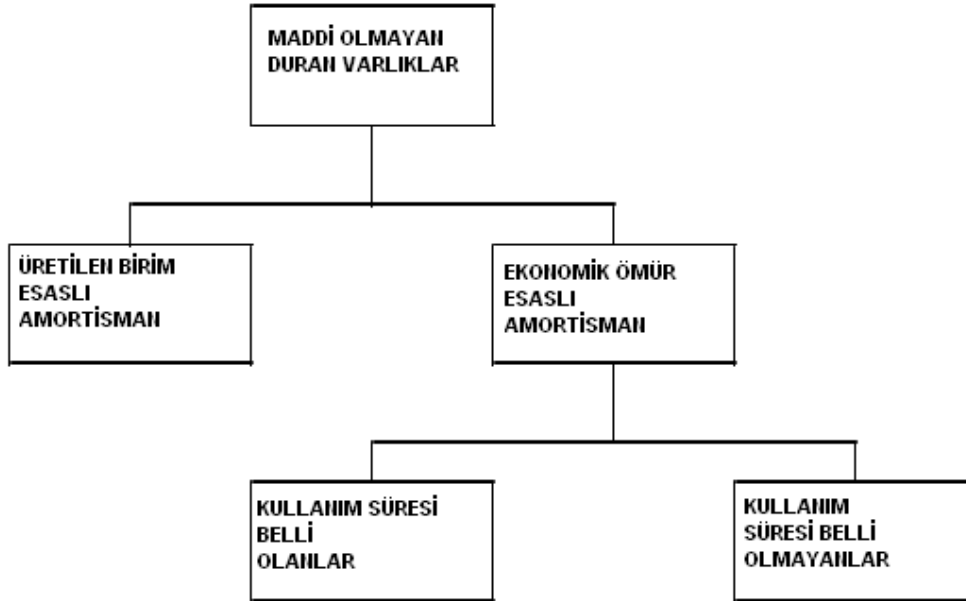 MADDİ OLMAYAN
DURAN VARLIKLAR
ÜRETİLEN BİRİM
ESASLI
AMORTİSMAN
EKONOMİK ÖMÜR
ESASLI
AMORTİSMAN
KULLANIM SÜRESİ
BELLİ
OLANLAR
KULLANIM
SÜRESİ BELLİ
OLMAYANLAR